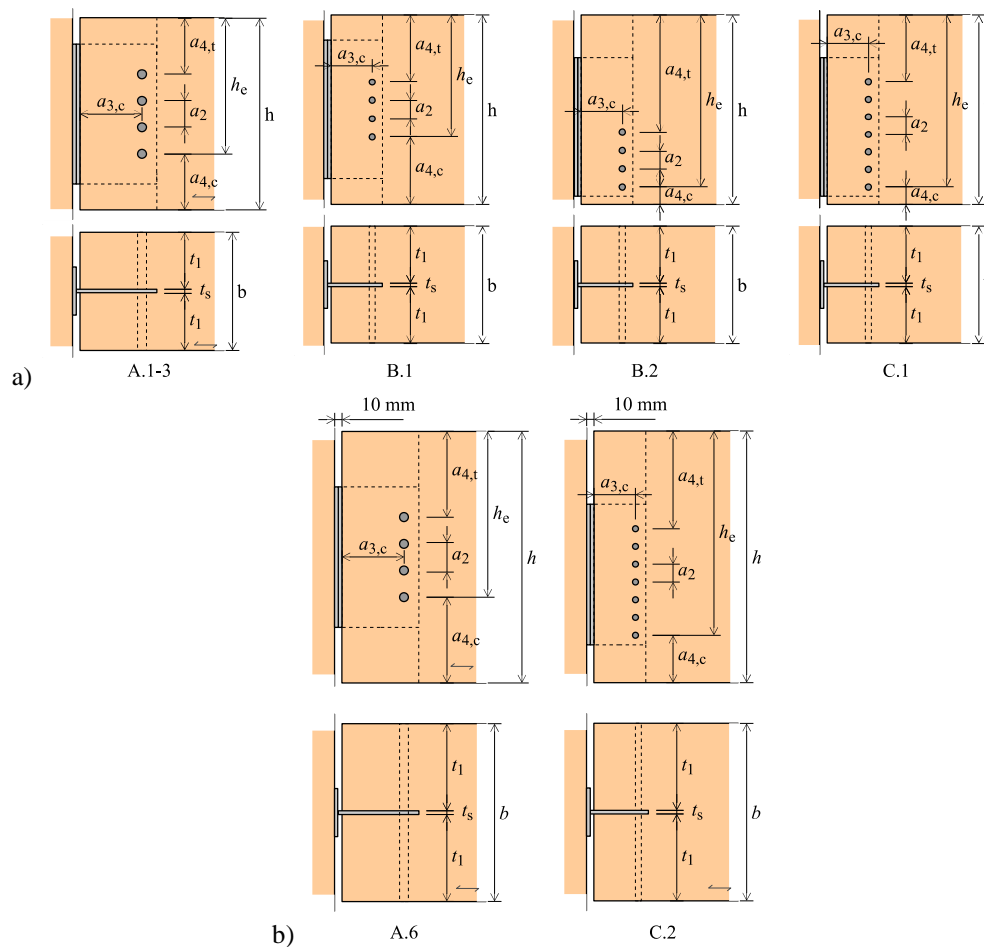 a4,t
he
h
a3,c
a2
a4,c
t1
ts
t1
b
A.1-3
a4,t
he
h
a3,c
a2
a4,c
t1
ts
t1
b
B.1
a4,t
he
h
a3,c
a2
a4,c
t1
ts
t1
b
B.2
a3,c
a4,t
he
a2
a4,c
t1
ts
t1
C.1
a)
10 mm
a4,t
he
h
a3,c
a2
a4,c
t1
ts
t1
b
A.6
10 mm
a4,t
a3,c
he
h
a2
a4,c
t1
ts
t1
b
C.2
b)